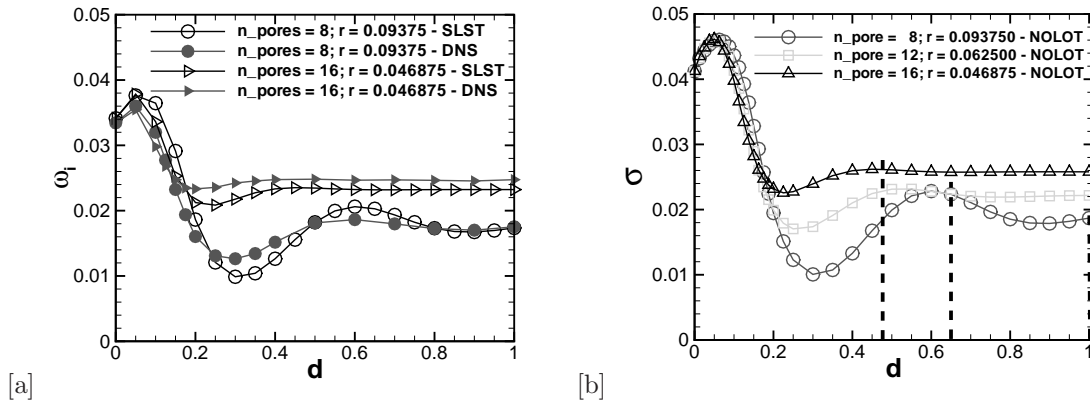 n_pores = 8; r = 0.09375 - SLST
n_pores = 8; r = 0.09375 - DNS
n_pores = 16; r = 0.046875 - SLST
n_pores = 16; r = 0.046875 - DNS
0.05
0.04
0.03
0.02
0.01
0
ω_i
0 0.2 0.4 0.6 0.8 1
d
[a]
n_pore = 8; r = 0.093750 - NOLOT
n_pore = 12; r = 0.062500 - NOLOT
n_pore = 16; r = 0.046875 - NOLOT
0.05
0.04
0.03
0.02
0.01
0
σ
0 0.2 0.4 0.6 0.8 1
d
[b]